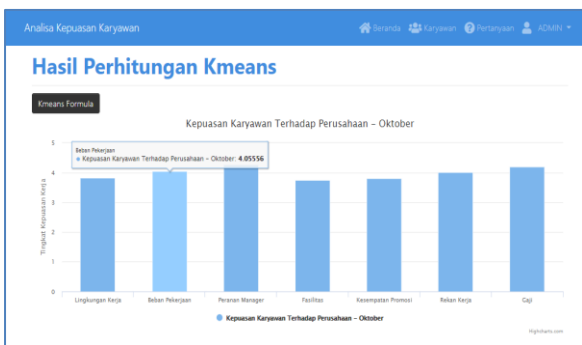 Analisa Kepuasan Karyawan
Beranda Karyawan Pertanyaan ADMIN
Hasil Perhitungan Kmeans
Kmeans Formula
Kepuasan Karyawan Terhadap Perusahaan – Oktober
Tingkat Kepuasan Kerja
5
4
3
2
1
0
Beban Pekerjaan
Kepuasan Karyawan Terhadap Perusahaan – Oktober: 4.05556
Lingkungan Kerja Beban Pekerjaan Peranan Manager Fasilitas Kesempatan Promosi Rekan Kerja Gaji
Kepuasan Karyawan Terhadap Perusahaan – Oktober
Highcharts.com